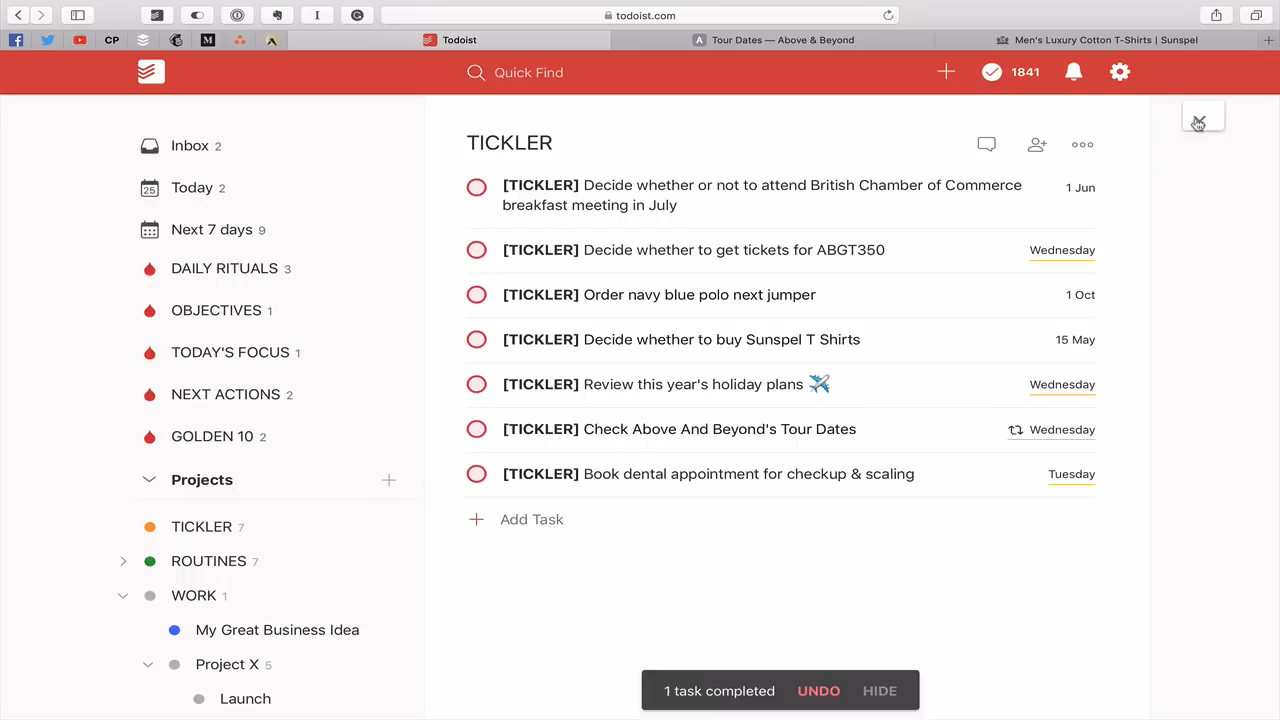 todoist.com
CP
M
Todoist
Tour Dates — Above & Beyond
Men's Luxury Cotton T-Shirts | Sunspel
Quick Find
1841
Inbox 2
25
Today 2
Next 7 days 9
DAILY RITUALS 3
OBJECTIVES 1
TODAY'S FOCUS 1
NEXT ACTIONS 2
GOLDEN 10 2
Projects
TICKLER 7
ROUTINES 7
WORK 1
My Great Business Idea
Project X 5
Launch
TICKLER
[TICKLER] Decide whether or not to attend British Chamber of Commerce
breakfast meeting in July
1 Jun
[TICKLER] Decide whether to get tickets for ABGT350
Wednesday
[TICKLER] Order navy blue polo next jumper
1 Oct
[TICKLER] Decide whether to buy Sunspel T Shirts
15 May
[TICKLER] Review this year's holiday plans ✈️
Wednesday
[TICKLER] Check Above And Beyond's Tour Dates
Wednesday
[TICKLER] Book dental appointment for checkup & scaling
Tuesday
Add Task
1 task completed UNDO HIDE